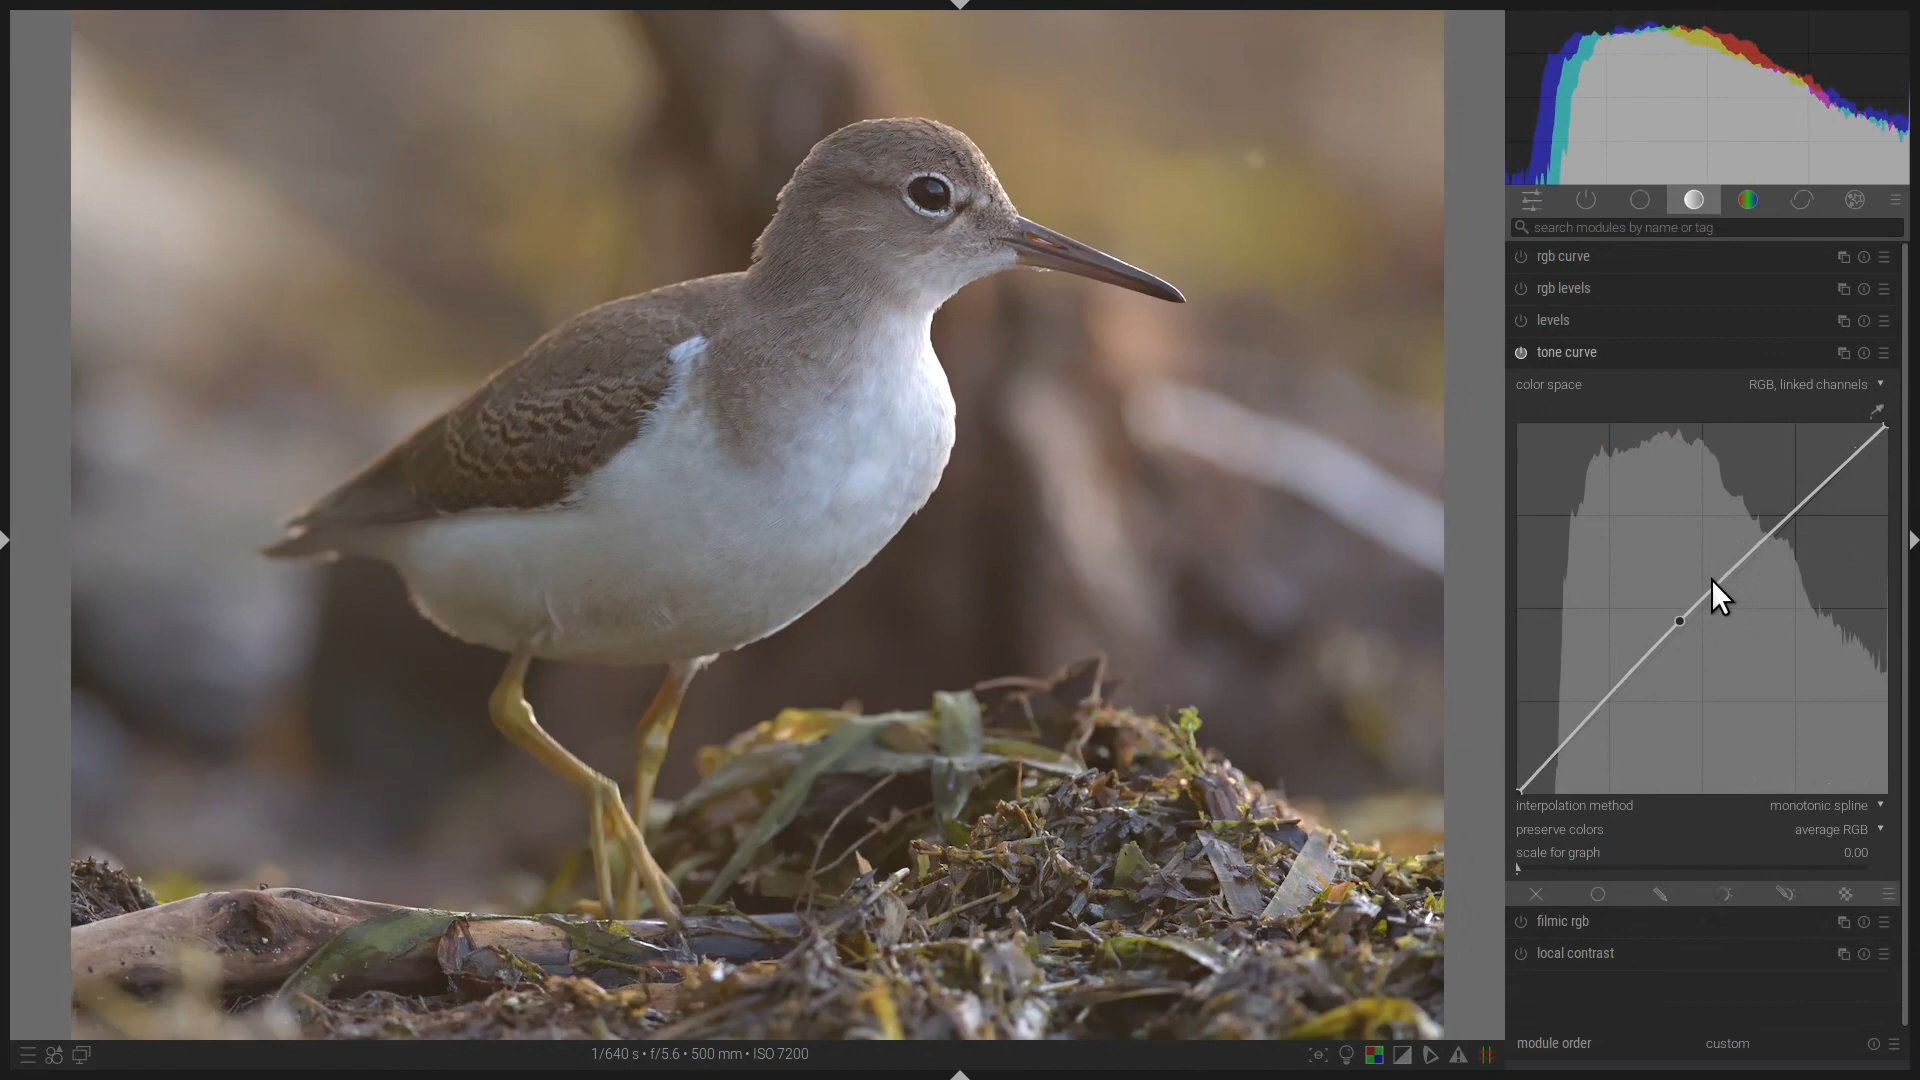 search modules by name or tag
rgb curve
rgb levels
levels
tone curve
color space RGB, linked channels
interpolation method monotonic spline
preserve colors average RGB
scale for graph 0.00
filmic rgb
local contrast
module order custom
1/640 s • f/5.6 • 500 mm • ISO 7200